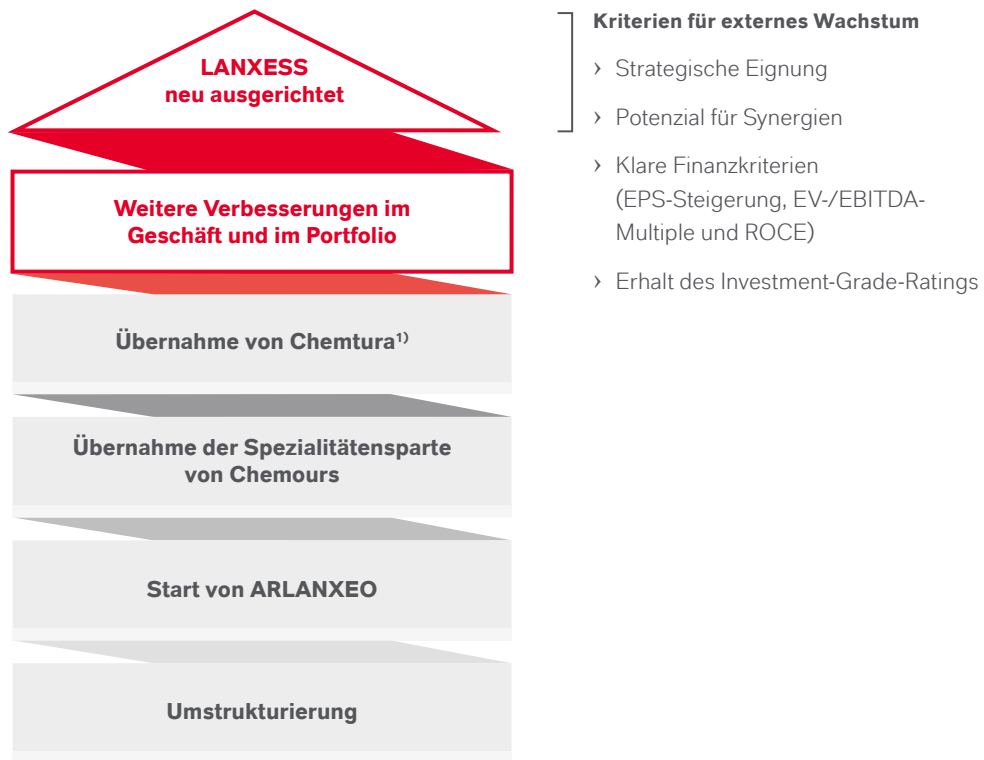 LANXESS
neu ausgerichtet
Weitere Verbesserungen im
Geschäft und im Portfolio
Übernahme von Chemtura¹⁾
Übernahme der Spezialitätensparte
von Chemours
Start von ARLANXEO
Umstrukturierung
Kriterien für externes Wachstum
› Strategische Eignung
› Potenzial für Synergien
› Klare Finanzkriterien
(EPS-Steigerung, EV-/EBITDA-
Multiple und ROCE)
› Erhalt des Investment-Grade-Ratings